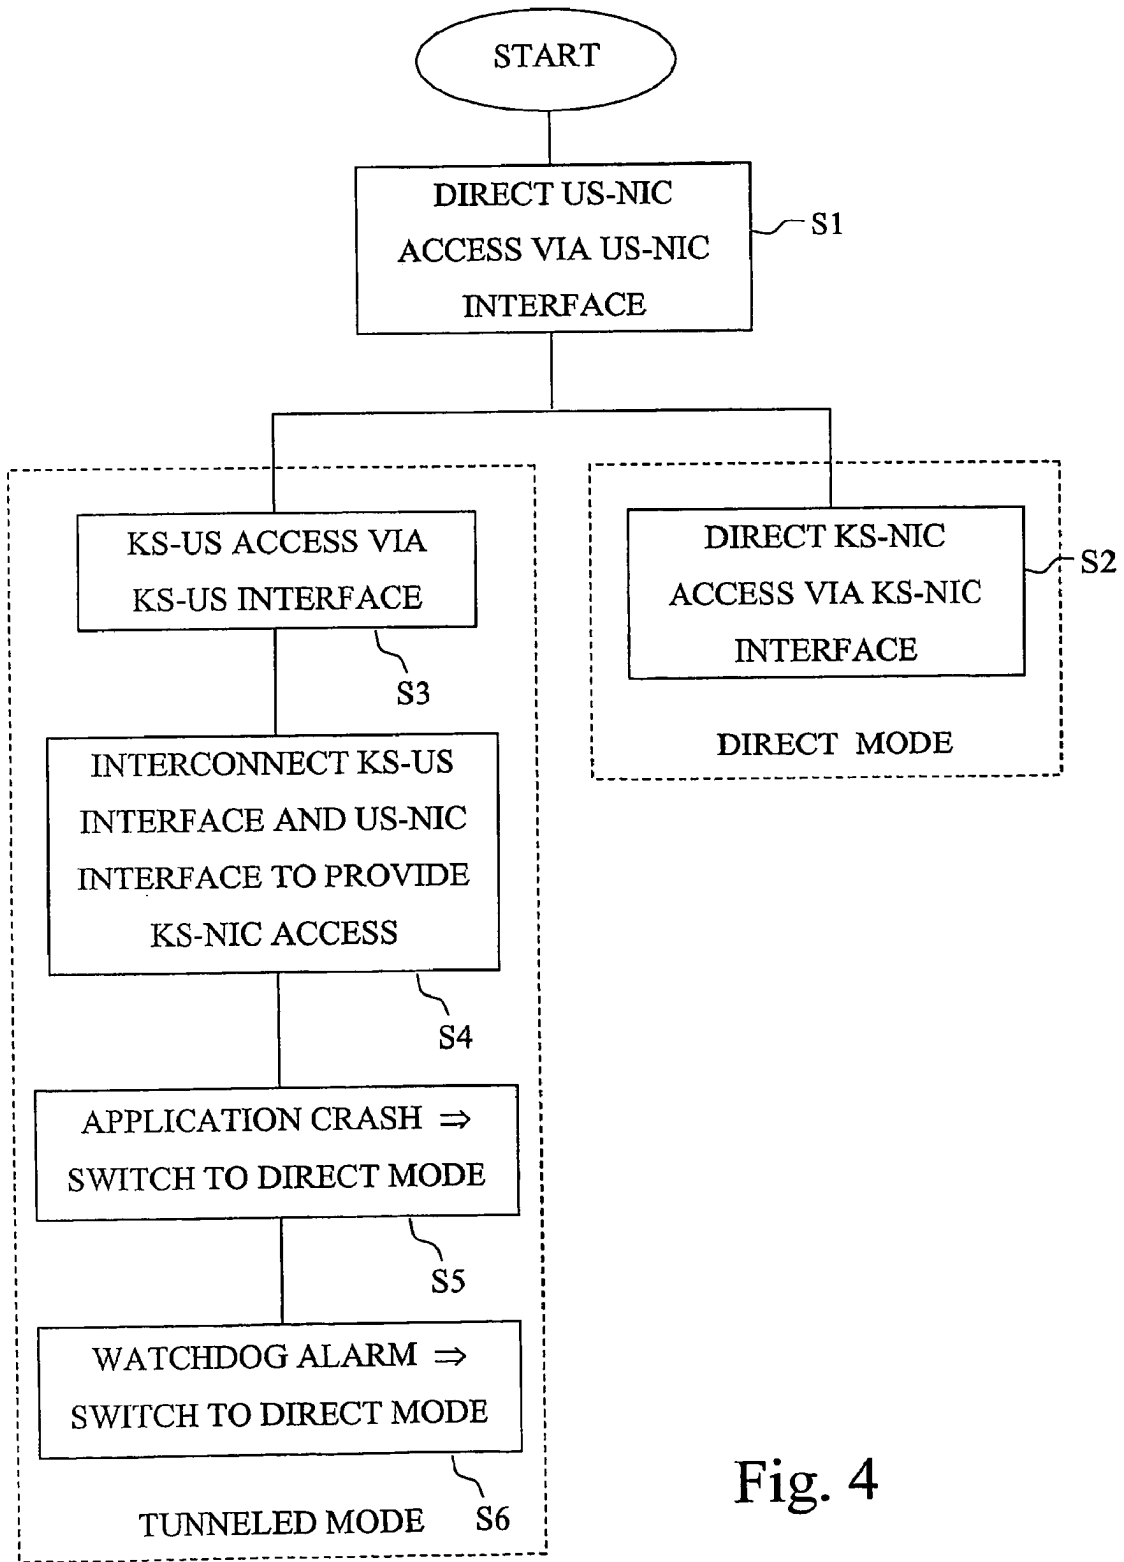 START
DIRECT US-NIC
ACCESS VIA US-NIC
INTERFACE
S1
KS-US ACCESS VIA
KS-US INTERFACE
S3
DIRECT KS-NIC
ACCESS VIA KS-NIC
INTERFACE
S2
DIRECT MODE
INTERCONNECT KS-US
INTERFACE AND US-NIC
INTERFACE TO PROVIDE
KS-NIC ACCESS
S4
APPLICATION CRASH ⇒
SWITCH TO DIRECT MODE
S5
WATCHDOG ALARM ⇒
SWITCH TO DIRECT MODE
S6
TUNNELED MODE
Fig. 4